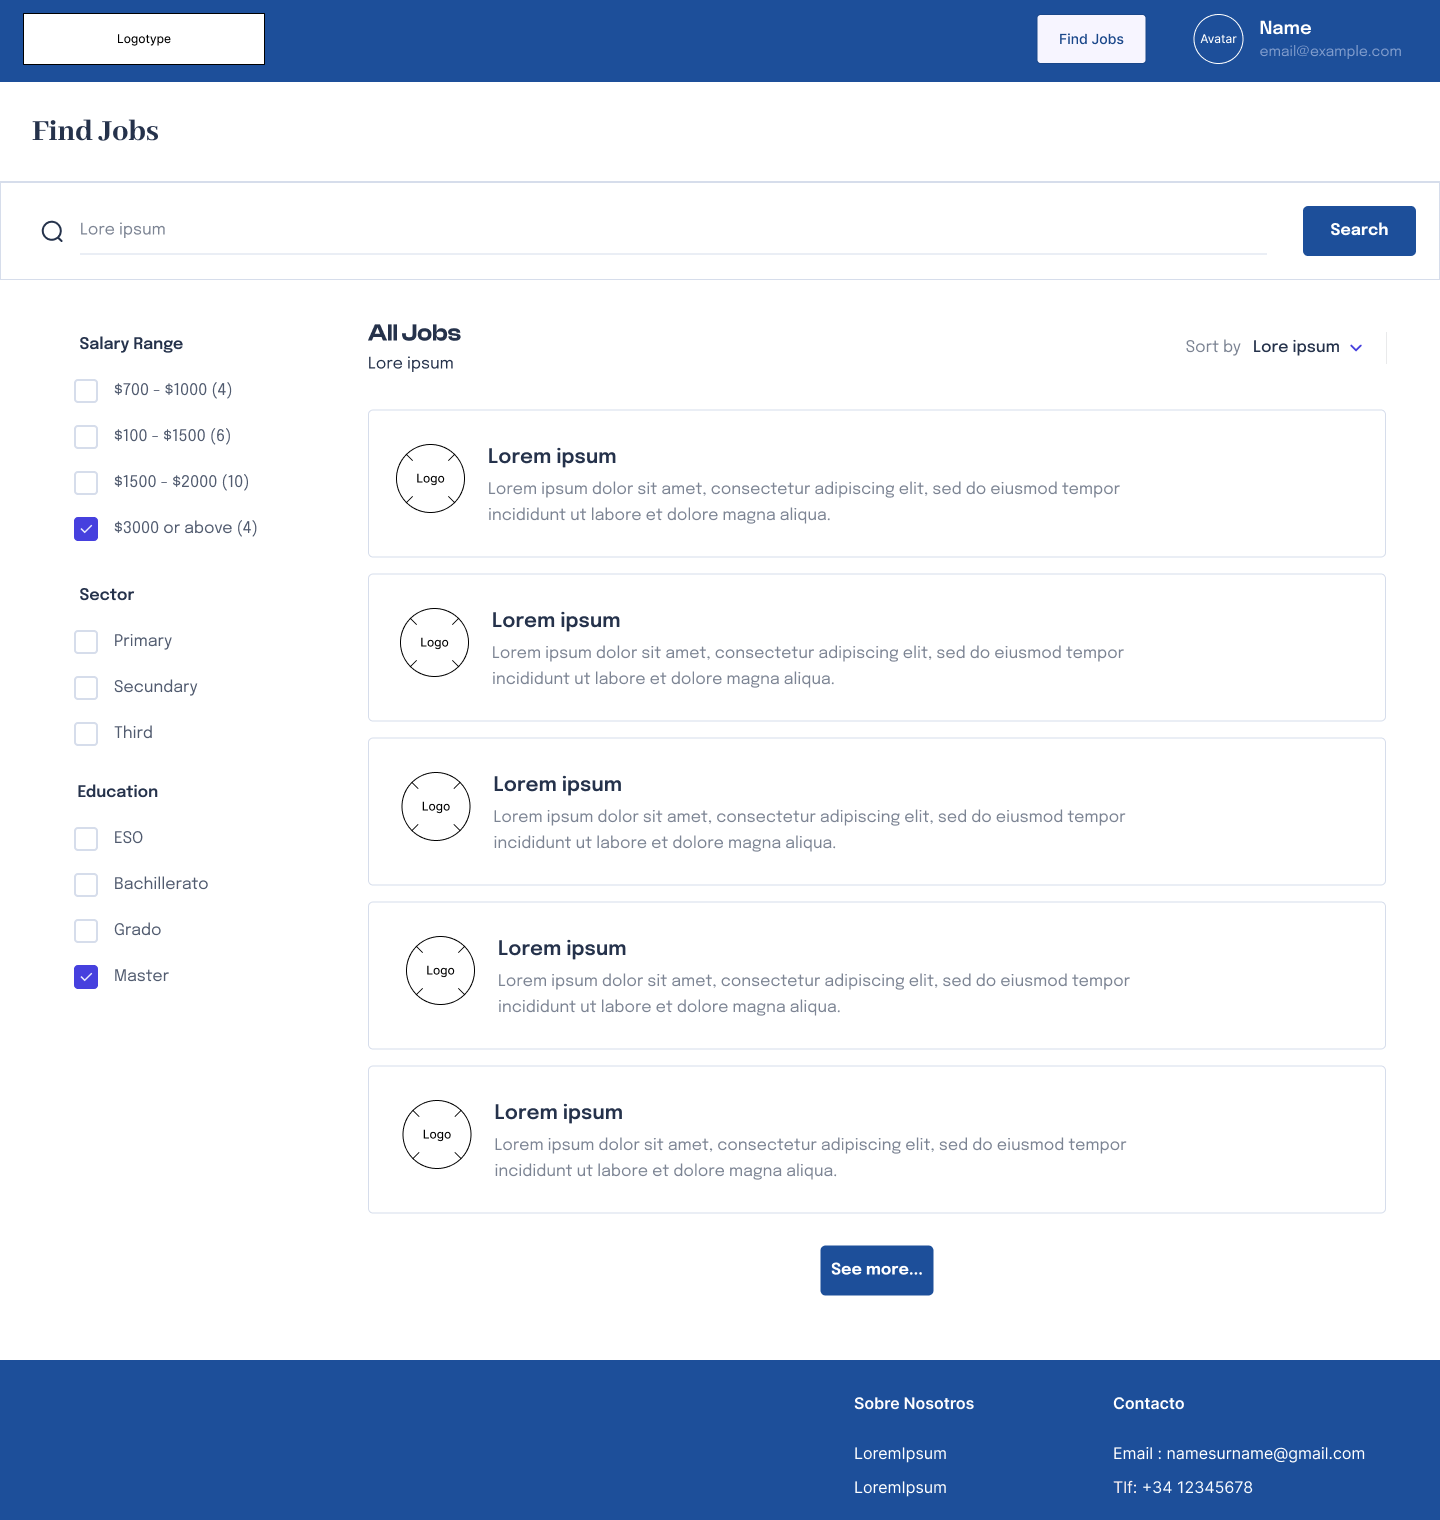 Logotype
Find Jobs
Avatar
Name
email@example.com
Find Jobs
Lore ipsum
Search
Salary Range
$700 - $1000 (4)
$100 - $1500 (6)
$1500 - $2000 (10)
$3000 or above (4)
Sector
Primary
Secundary
Third
Education
ESO
Bachillerato
Grado
Master
All Jobs
Lore ipsum
Sort by Lore ipsum
Logo
Lorem ipsum
Lorem ipsum dolor sit amet, consectetur adipiscing elit, sed do eiusmod tempor
incididunt ut labore et dolore magna aliqua.
Logo
Lorem ipsum
Lorem ipsum dolor sit amet, consectetur adipiscing elit, sed do eiusmod tempor
incididunt ut labore et dolore magna aliqua.
Logo
Lorem ipsum
Lorem ipsum dolor sit amet, consectetur adipiscing elit, sed do eiusmod tempor
incididunt ut labore et dolore magna aliqua.
Logo
Lorem ipsum
Lorem ipsum dolor sit amet, consectetur adipiscing elit, sed do eiusmod tempor
incididunt ut labore et dolore magna aliqua.
Logo
Lorem ipsum
Lorem ipsum dolor sit amet, consectetur adipiscing elit, sed do eiusmod tempor
incididunt ut labore et dolore magna aliqua.
See more...
Sobre Nosotros
LoremIpsum
LoremIpsum
Contacto
Email : namesurname@gmail.com
Tlf: +34 12345678